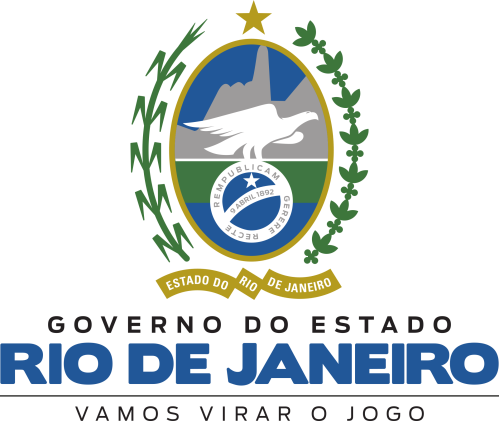 REMPUBLICAM GERERE RECTE
9 ABRIL 1892
ESTADO DO RIO DE JANEIRO
GOVERNO DO ESTADO
RIO DE JANEIRO
VAMOS VIRAR O JOGO